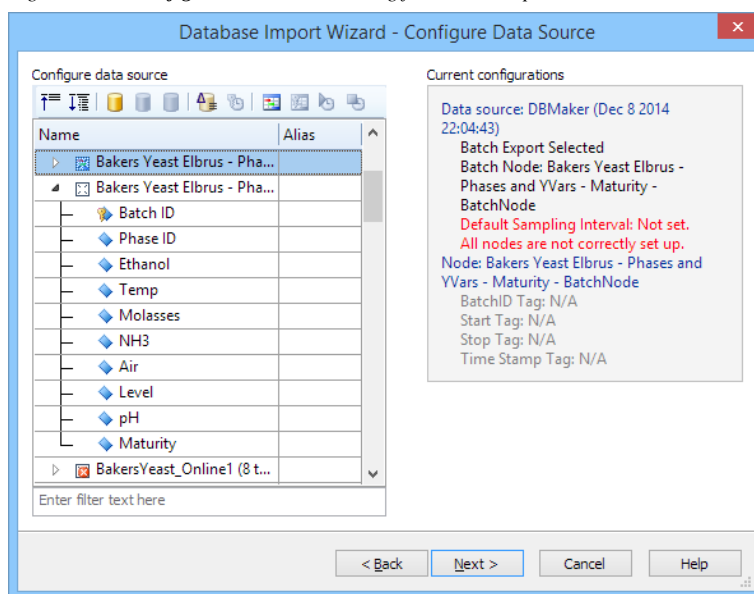 Database Import Wizard - Configure Data Source
Configure data source
Name Alias
Bakers Yeast Elbrus - Pha...
Bakers Yeast Elbrus - Pha...
Batch ID
Phase ID
Ethanol
Temp
Molasses
NH3
Air
Level
pH
Maturity
BakersYeast_Online1 (8 t...
Enter filter text here
Current configurations
Data source: DBMaker (Dec 8 2014
22:04:43)
Batch Export Selected
Batch Node: Bakers Yeast Elbrus -
Phases and YVars - Maturity -
BatchNode
Default Sampling Interval: Not set.
All nodes are not correctly set up.
Node: Bakers Yeast Elbrus - Phases and
YVars - Maturity - BatchNode
BatchID Tag: N/A
Start Tag: N/A
Stop Tag: N/A
Time Stamp Tag: N/A
< Back Next > Cancel Help